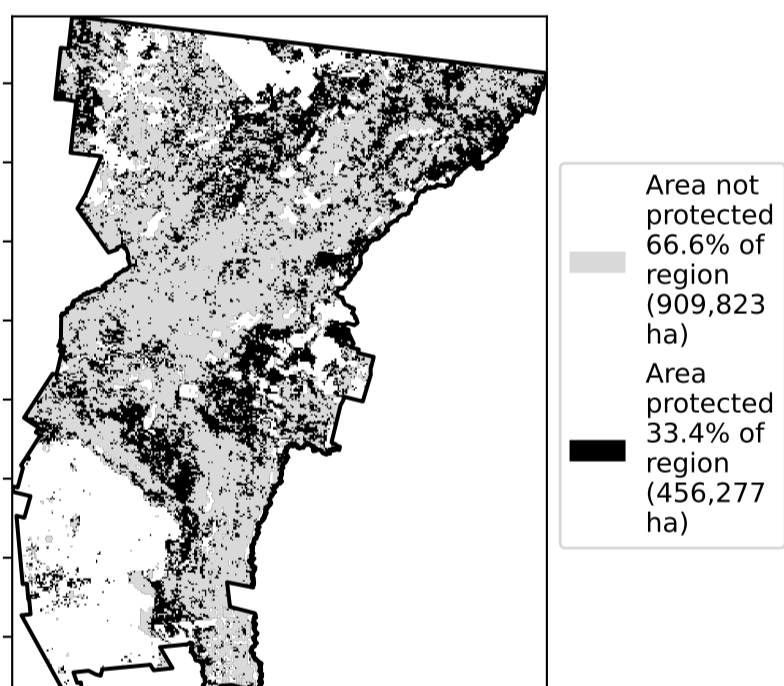 Area not
protected
66.6% of
region
(909,823
ha)
Area
protected
33.4% of
region
(456,277
ha)